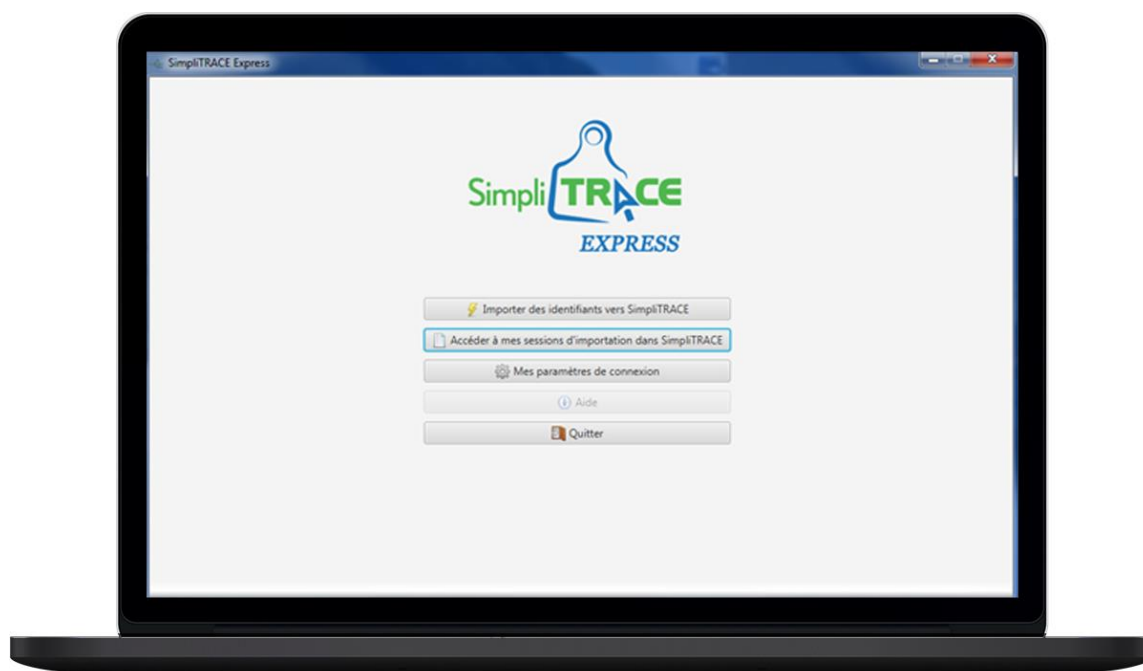 SimpliTRACE Express
SimpliTRACE
EXPRESS
Importer des identifiants vers SimpliTRACE
Accéder à mes sessions d'importation dans SimpliTRACE
Mes paramètres de connexion
Aide
Quitter